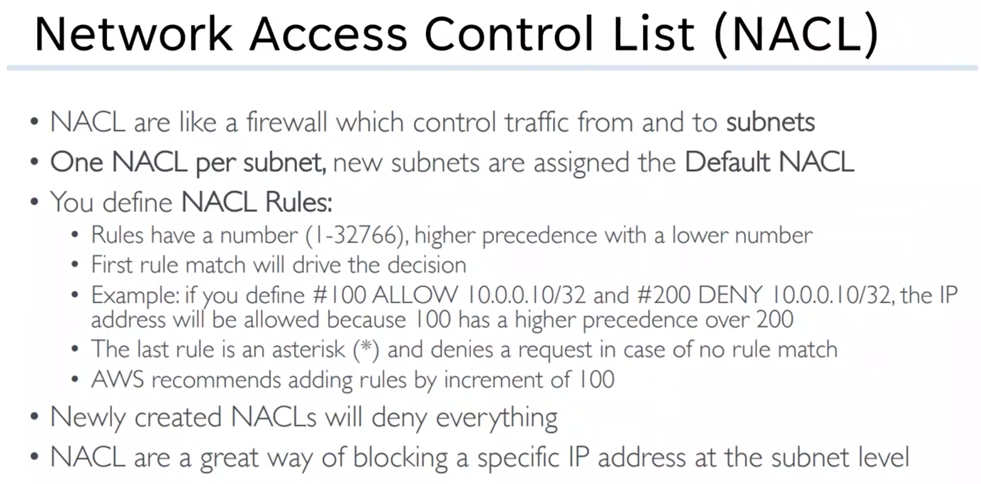 Network Access Control List (NACL)
• NACL are like a firewall which control traffic from and to subnets
• One NACL per subnet, new subnets are assigned the Default NACL
• You define NACL Rules:
• Rules have a number (1-32766), higher precedence with a lower number
• First rule match will drive the decision
• Example: if you define #100 ALLOW 10.0.0.10/32 and #200 DENY 10.0.0.10/32, the IP
address will be allowed because 100 has a higher precedence over 200
• The last rule is an asterisk (*) and denies a request in case of no rule match
• AWS recommends adding rules by increment of 100
• Newly created NACLs will deny everything
• NACL are a great way of blocking a specific IP address at the subnet level